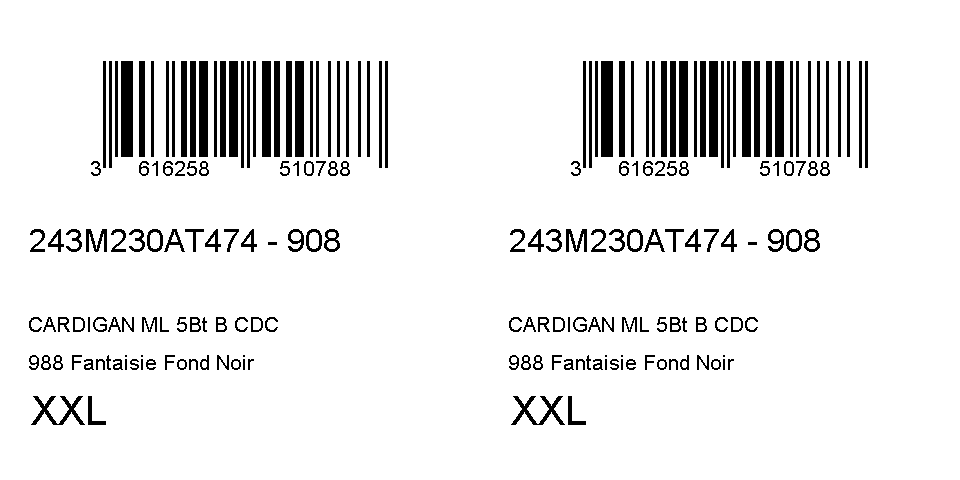 3 616258 510788
243M230AT474 - 908
CARDIGAN ML 5Bt B CDC
988 Fantaisie Fond Noir
XXL
3 616258 510788
243M230AT474 - 908
CARDIGAN ML 5Bt B CDC
988 Fantaisie Fond Noir
XXL